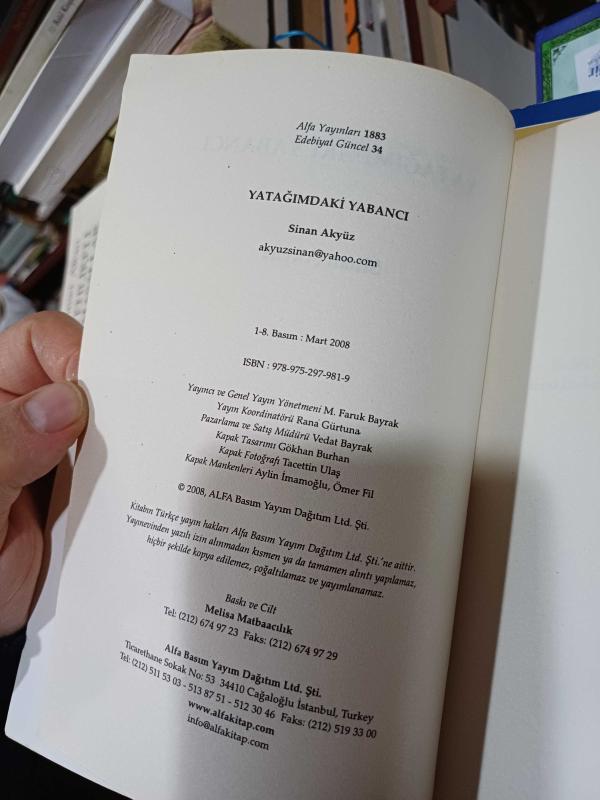 Alfa Yayınları 1883
Edebiyat Güncel 34
YATAĞIMDAKİ YABANCI
Sinan Akyüz
akyuzsinan@yahoo.com
1-8. Basım : Mart 2008
ISBN : 978-975-297-981-9
Yayıncı ve Genel Yayın Yönetmeni M. Faruk Bayrak
Yayın Koordinatörü Rana Gürtuna
Pazarlama ve Satış Müdürü Vedat Bayrak
Kapak Tasarımı Gökhan Burhan
Kapak Fotoğrafı Tacettin Ulaş
Kapak Mankenleri Aylin İmamoğlu, Ömer Fil
© 2008, ALFA Basım Yayım Dağıtım Ltd. Şti.
Kitabın Türkçe yayın hakları Alfa Basım Yayım Dağıtım Ltd. Şti.'ne aittir.
Yayınevinden yazılı izin alınmadan kısmen ya da tamamen alıntı yapılamaz,
hiçbir şekilde kopya edilemez, çoğaltılamaz ve yayımlanamaz.
Baskı ve Cilt
Melisa Matbaacılık
Tel: (212) 674 97 23 Faks: (212) 674 97 29
Alfa Basım Yayım Dağıtım Ltd. Şti.
Ticarethane Sokak No: 53 34410 Cağaloğlu İstanbul, Turkey
Tel: (212) 511 53 03 - 513 87 51 - 512 30 46 Faks: (212) 519 33 00
www.alfakitap.com
info@alfakitap.com